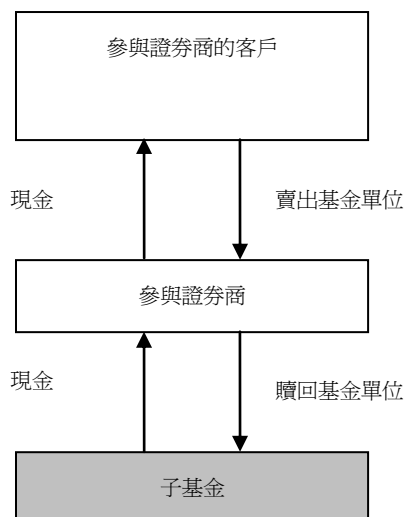 參與證券商的客戶
現金
賣出基金單位
參與證券商
現金
贖回基金單位
子基金